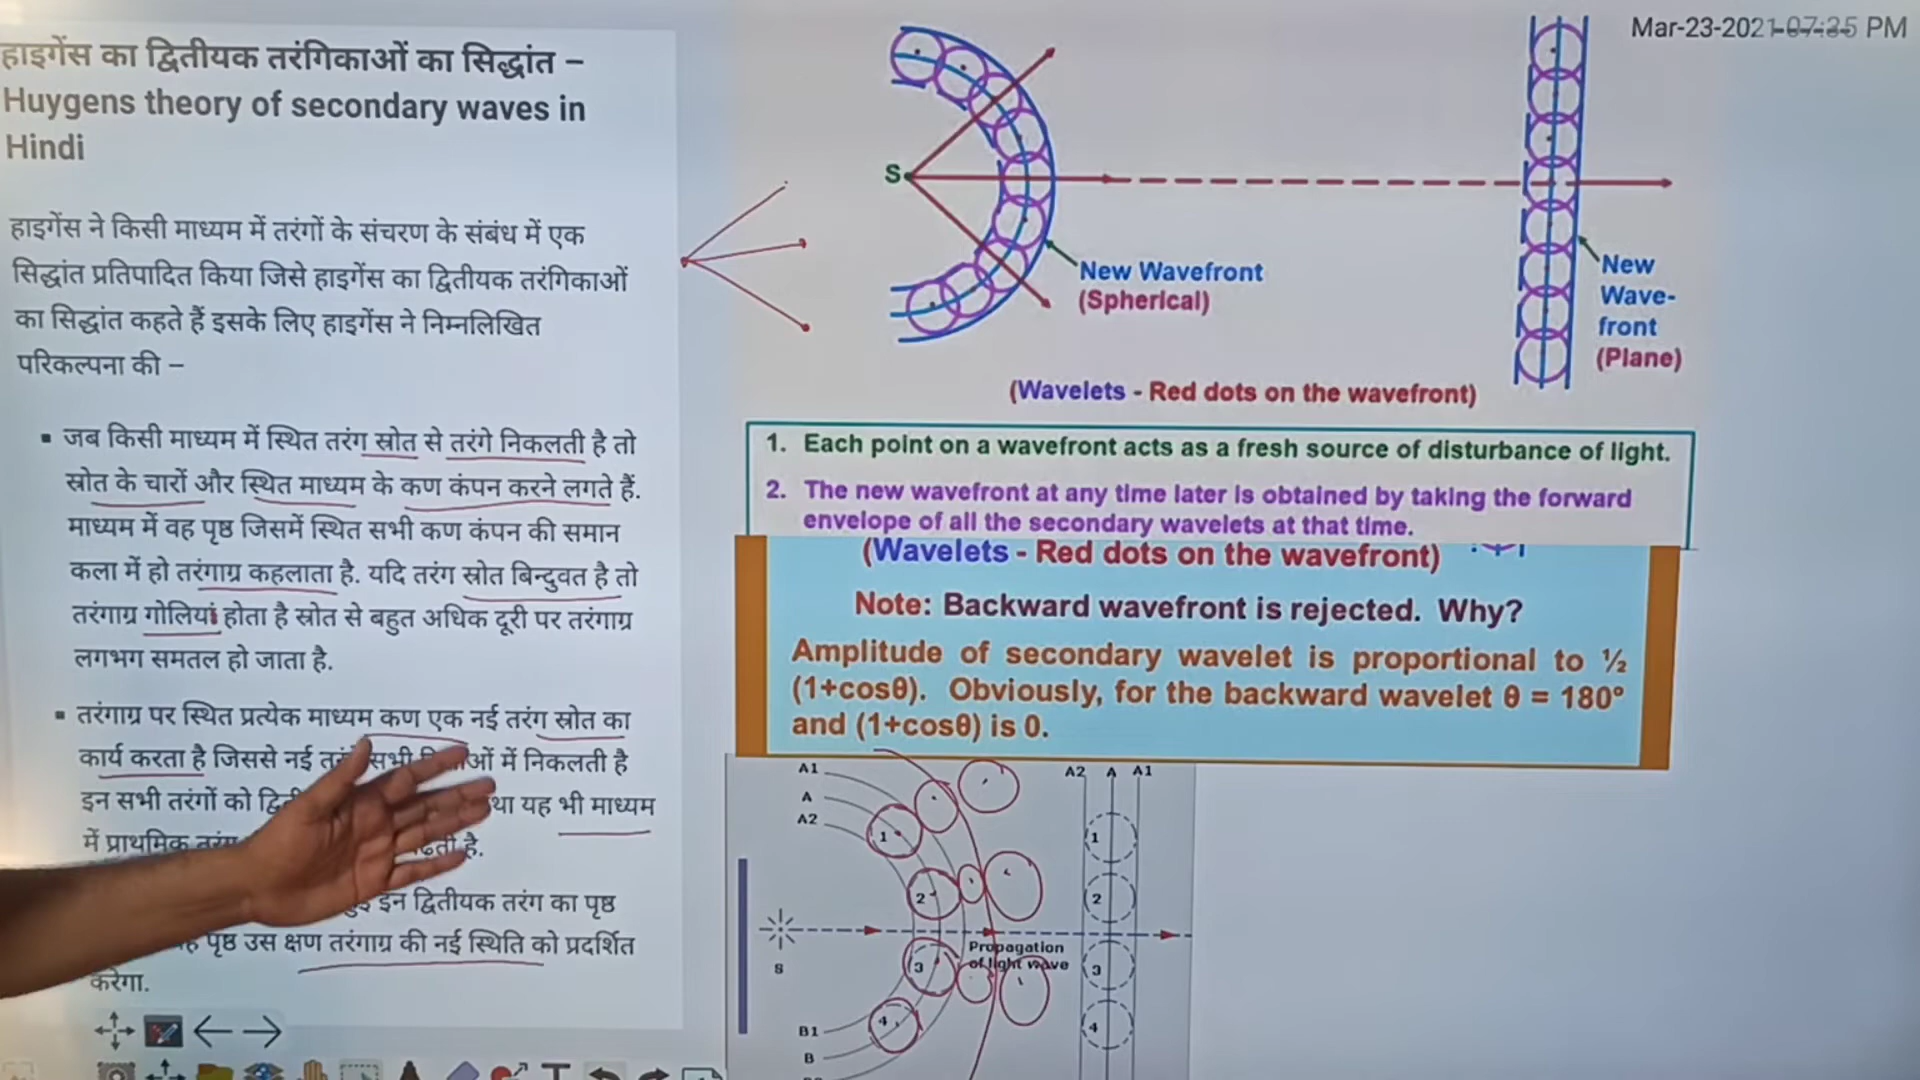 हाइगेंस का द्वितीयक तरंगिकाओं का सिद्धांत –
Huygens theory of secondary waves in
Hindi
हाइगेंस ने किसी माध्यम में तरंगों के संचरण के संबंध में एक
सिद्धांत प्रतिपादित किया जिसे हाइगेंस का द्वितीयक तरंगिकाओं
का सिद्धांत कहते हैं इसके लिए हाइगेंस ने निम्नलिखित
परिकल्पना की –
▪ जब किसी माध्यम में स्थित तरंग स्रोत से तरंगे निकलती है तो
स्रोत के चारों और स्थित माध्यम के कण कंपन करने लगते हैं.
माध्यम में वह पृष्ठ जिसमें स्थित सभी कण कंपन की समान
कला में हो तरंगाग्र कहलाता है. यदि तरंग स्रोत बिन्दुवत है तो
तरंगाग्र गोलियां होता है स्रोत से बहुत अधिक दूरी पर तरंगाग्र
लगभग समतल हो जाता है.
▪ तरंगाग्र पर स्थित प्रत्येक माध्यम कण एक नई तरंग स्रोत का
कार्य करता है जिससे नई सभी में निकलती है
इन सभी तरंगों को यह भी माध्यम
में प्राथमिक है.
इन द्वितीयक तरंग का पृष्ठ
पृष्ठ उस क्षण तरंगाग्र की नई स्थिति को प्रदर्शित
करेगा.
Mar-23-2021-07:35 PM
S
New Wavefront
(Spherical)
New
Wave-
front
(Plane)
(Wavelets - Red dots on the wavefront)
1. Each point on a wavefront acts as a fresh source of disturbance of light.
2. The new wavefront at any time later is obtained by taking the forward
envelope of all the secondary wavelets at that time.
(Wavelets - Red dots on the wavefront)
Note: Backward wavefront is rejected. Why?
Amplitude of secondary wavelet is proportional to ½
(1+cosθ). Obviously, for the backward wavelet θ = 180°
and (1+cosθ) is 0.
A1
A
A2
1
2
3
4
S
B1
B
Propagation
of light wave
A2 A A1
1
2
3
4